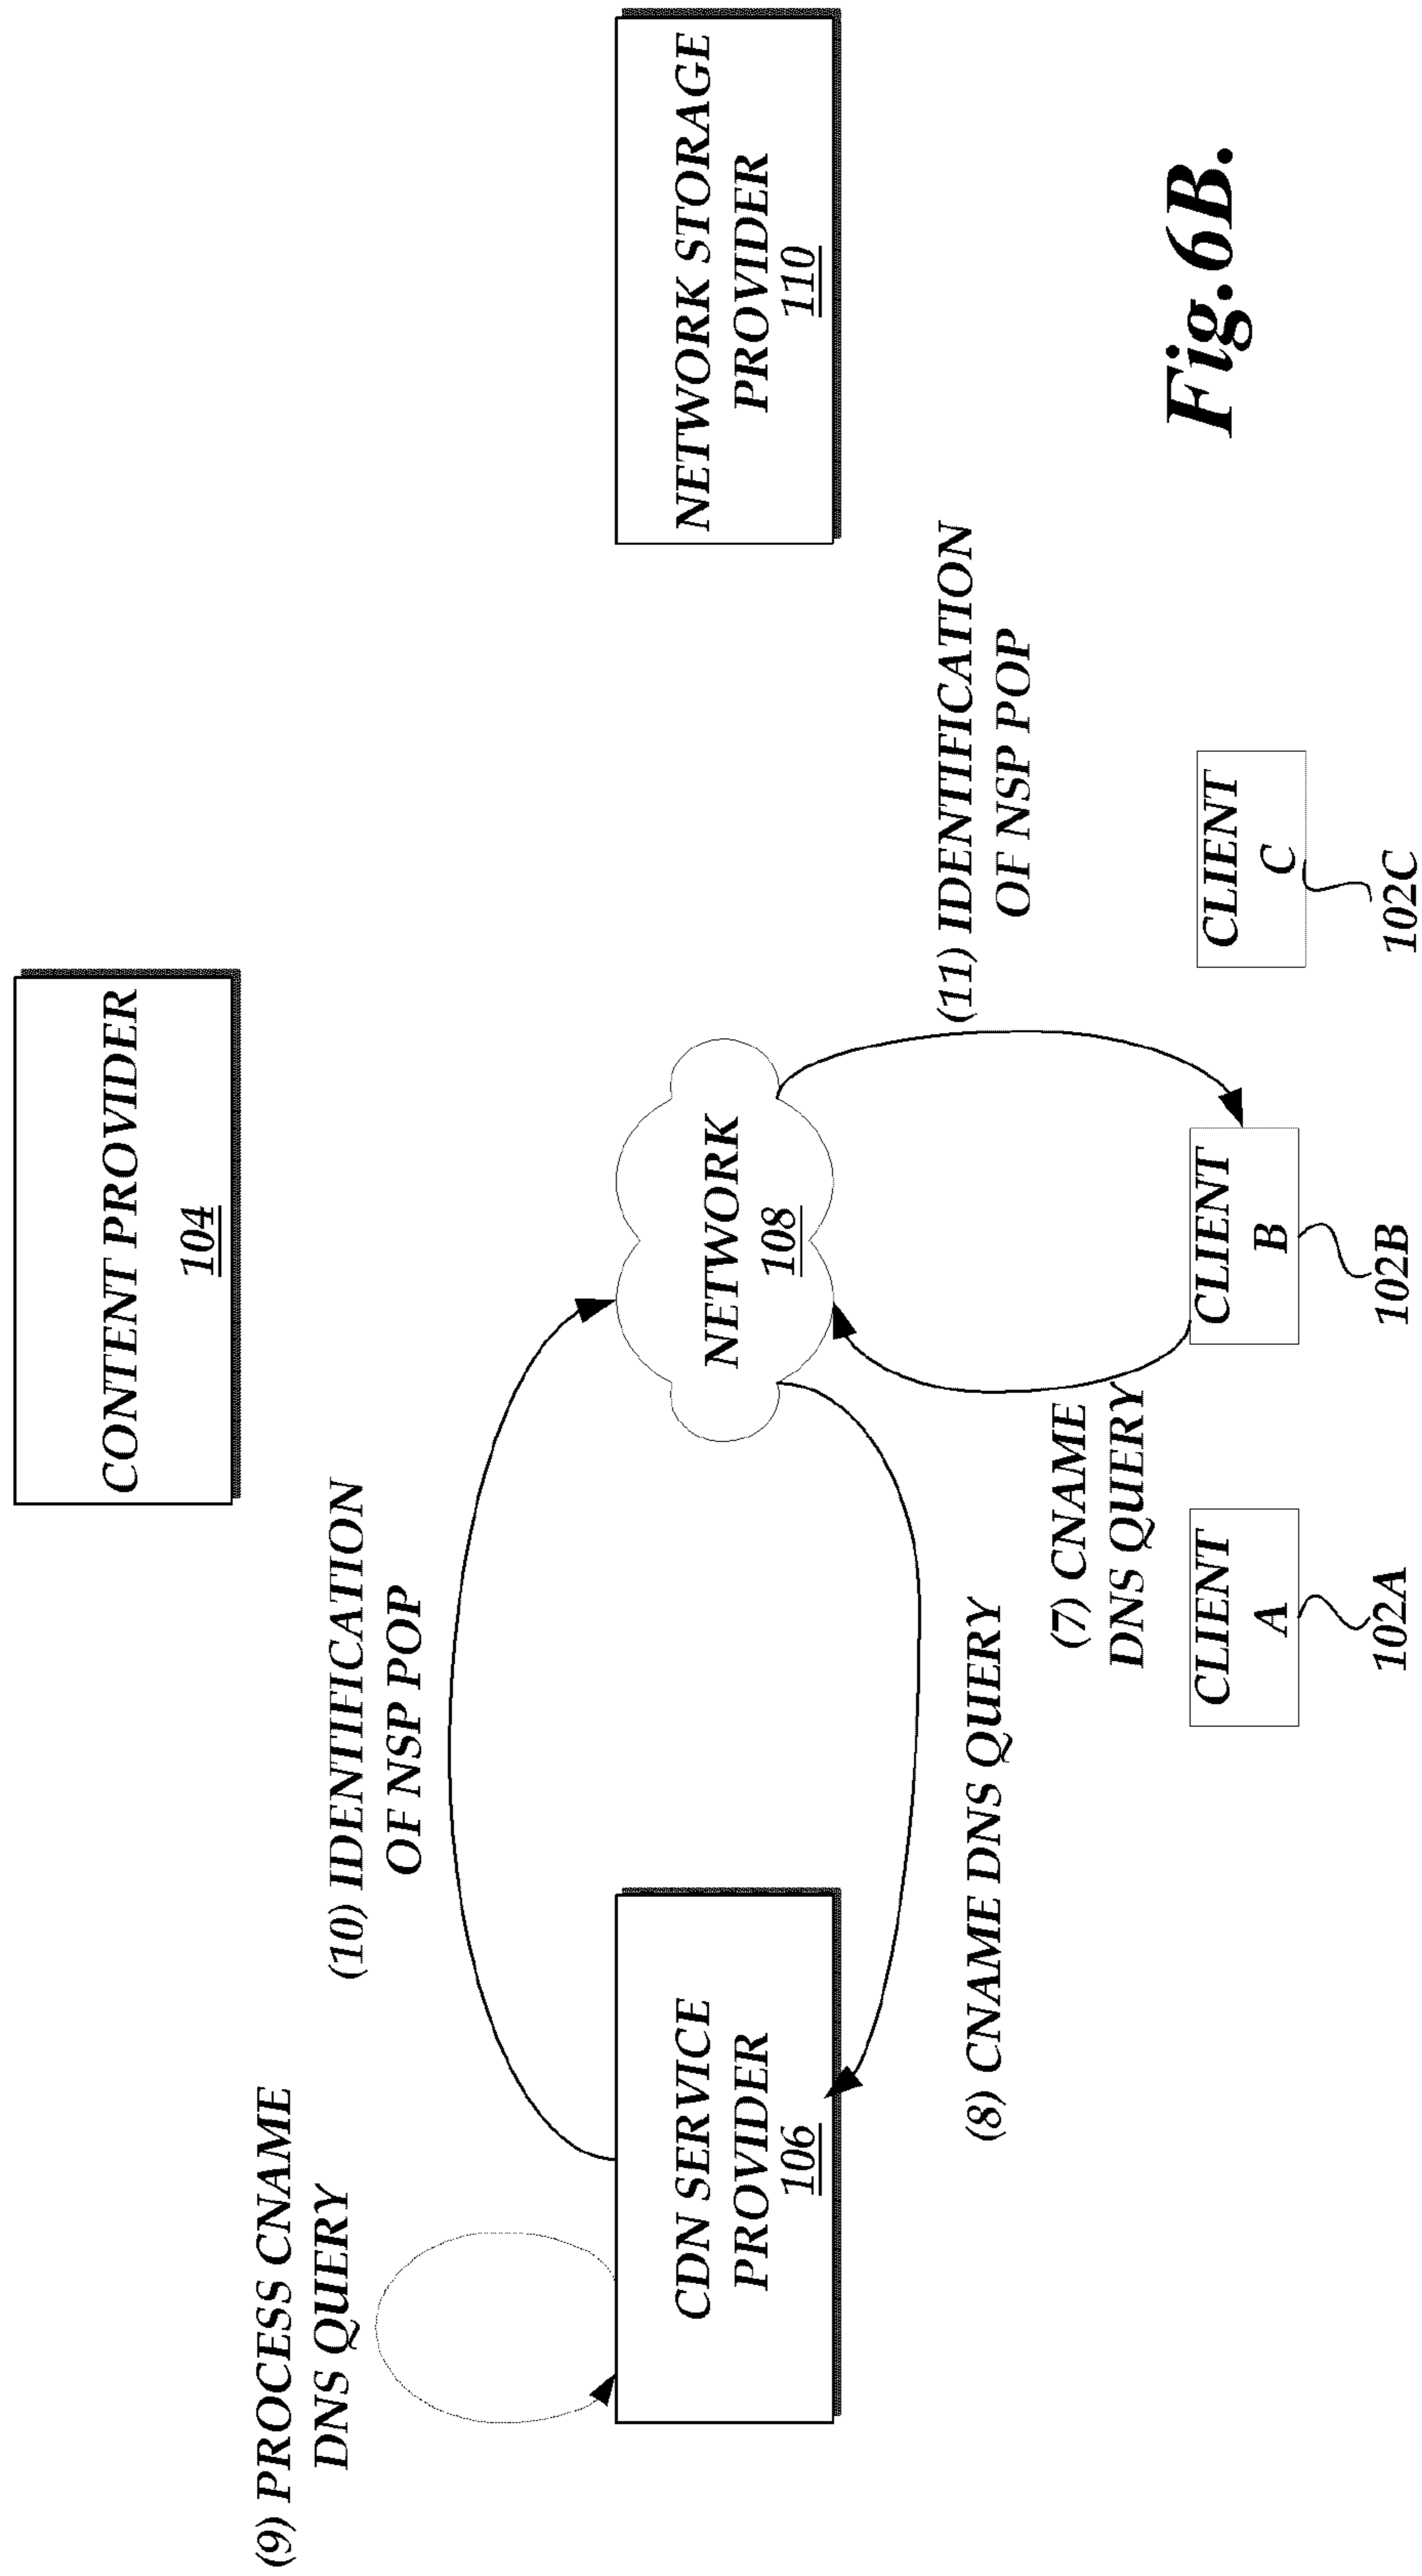 CONTENT PROVIDER
104
(9) PROCESS CNAME
DNS QUERY
(10) IDENTIFICATION
OF NSP POP
CDN SERVICE
PROVIDER
106
NETWORK
108
NETWORK STORAGE
PROVIDER
110
(8) CNAME DNS QUERY
(7) CNAME
DNS QUERY
(11) IDENTIFICATION
OF NSP POP
CLIENT
A
102A
CLIENT
B
102B
CLIENT
C
102C
Fig.6B.